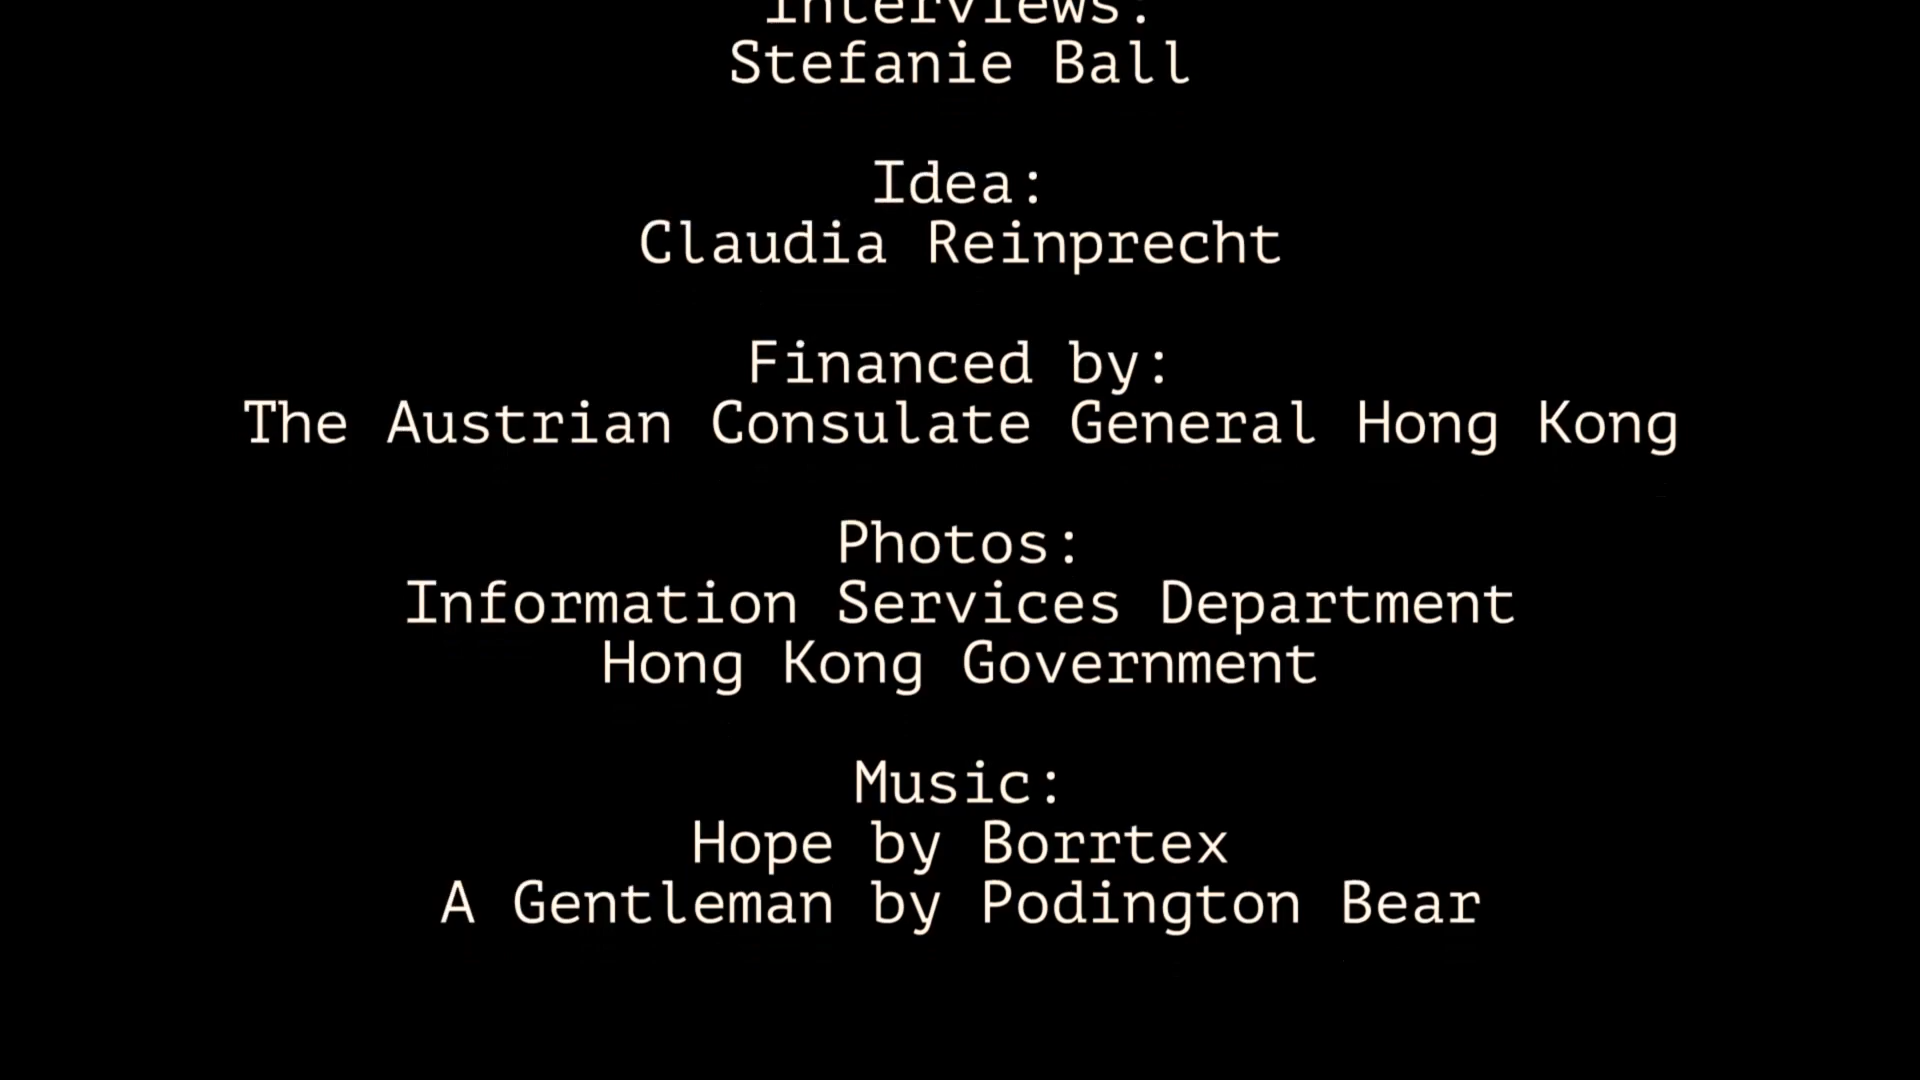 Interviews:
Stefanie Ball
Idea:
Claudia Reinprecht
Financed by:
The Austrian Consulate General Hong Kong
Photos:
Information Services Department
Hong Kong Government
Music:
Hope by Borrtex
A Gentleman by Podington Bear